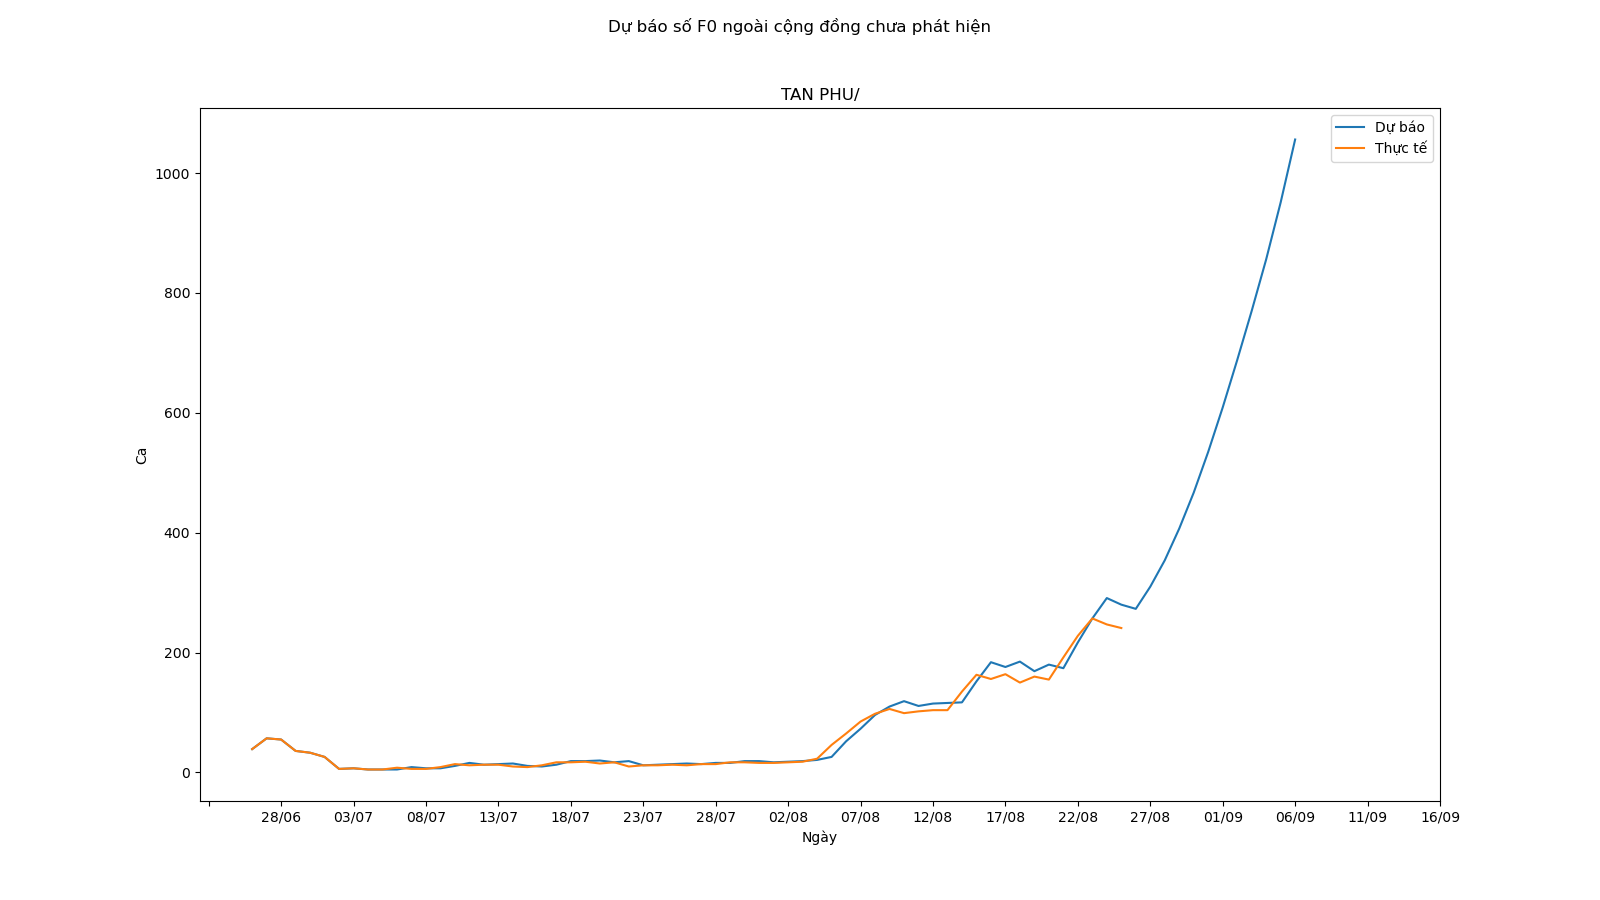 Dự báo số F0 ngoài cộng đồng chưa phát hiện
TAN PHU/
Dự báo
Thực tế
1000
800
600
400
200
0
Ca
28/06 03/07 08/07 13/07 18/07 23/07 28/07 02/08 07/08 12/08 17/08 22/08 27/08 01/09 06/09 11/09 16/09
Ngày